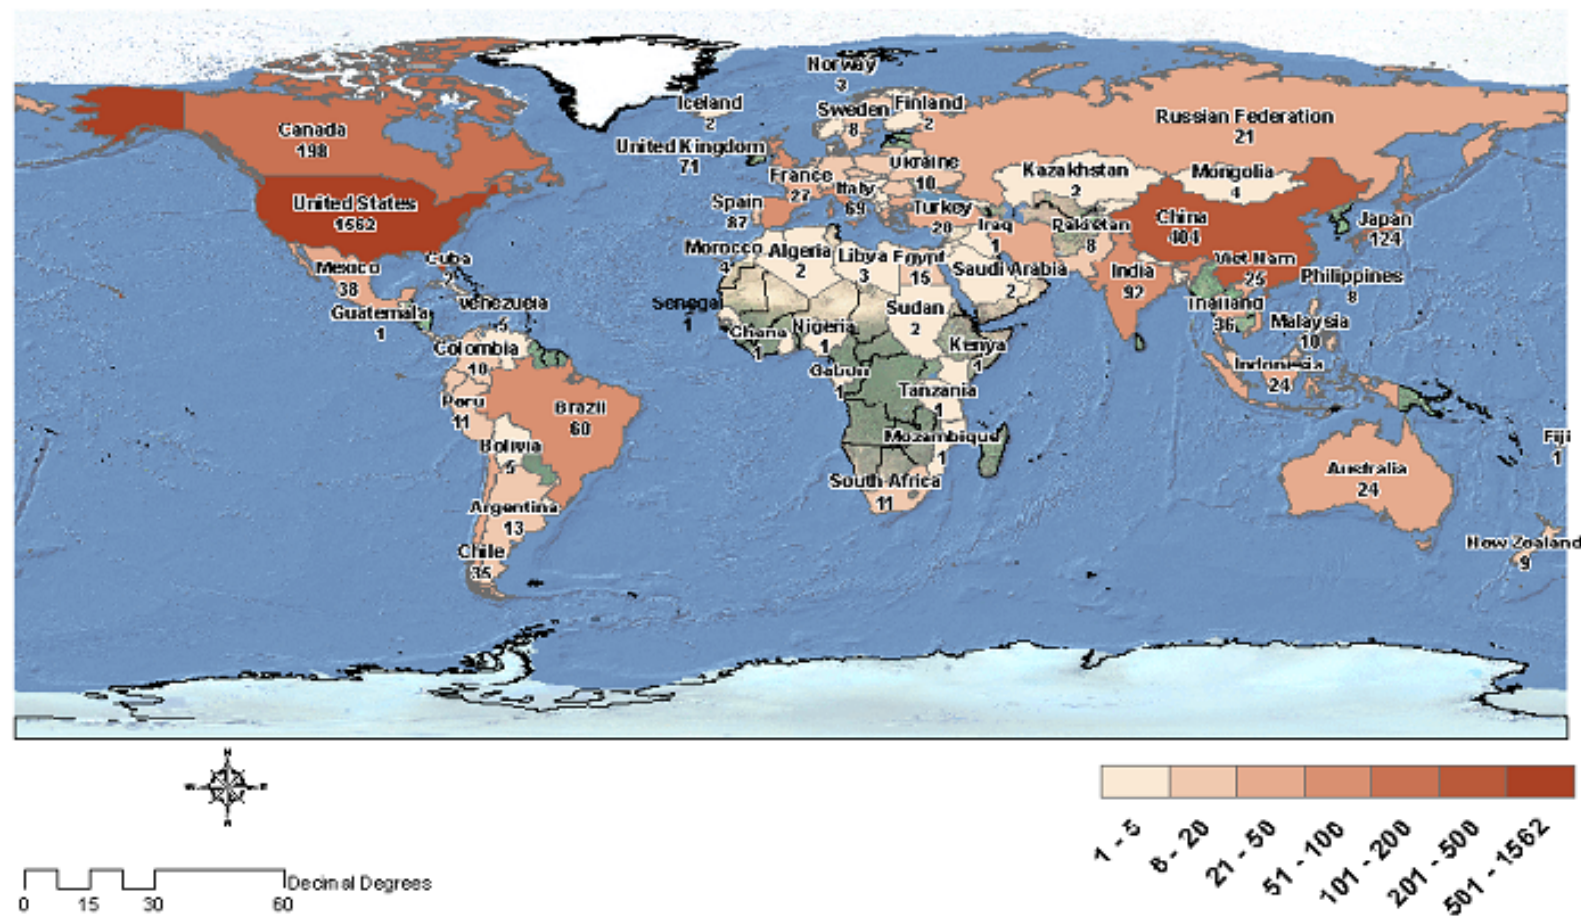 Norway
3
Iceland
2
Sweden
8
Finland
2
Russian Federation
21
Canada
198
United Kingdom
71
Ukraine
10
France
27
Kazakhstan
2
Mongolia
4
Italy
69
United States
1562
Spain
87
Turkey
China
404
Japan
124
Iraq
1
Pakistan
8
Morocco
4
Algeria
2
Libya
3
Egypt
15
Saudi Arabia
2
Viet Nam
25
Cuba
Mexico
38
India
92
Philippines
8
Venezuela
5
Senegal
1
Sudan
2
Thailand
36
Guatemala
1
Ghana
1
Nigeria
1
Malaysia
10
Colombia
Kenya
1
Indonesia
24
Gabun
1
Tanzania
1
Peru
11
Brazil
60
Mozambique
1
Bolivia
5
Fiji
1
Australia
24
South Africa
11
Argentina
13
New Zealand
9
Chile
35
N
W E
1 - 5
6 - 20
21 - 50
51 - 100
101 - 200
201 - 500
501 - 1562
Decimal Degrees
0 15 30 60